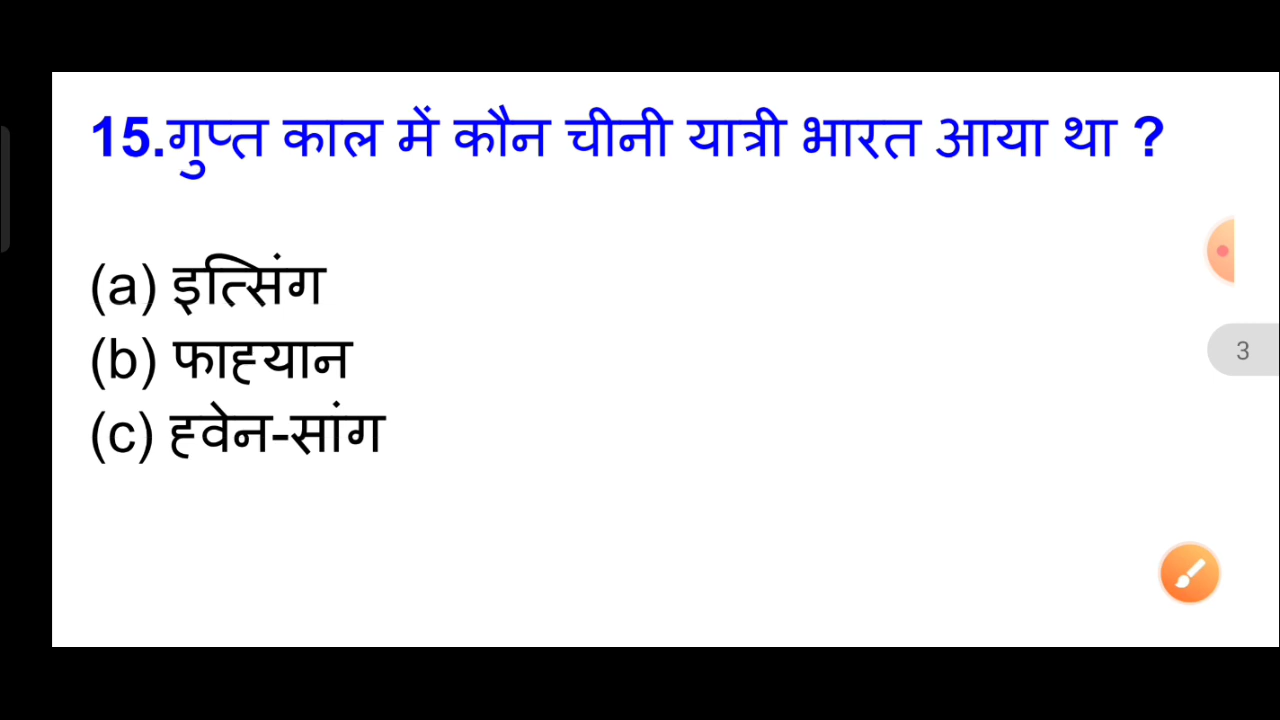 15.गुप्त काल में कौन चीनी यात्री भारत आया था ?
(a) इत्सिंग
(b) फाह्यान
(c) ह्वेन-सांग
3